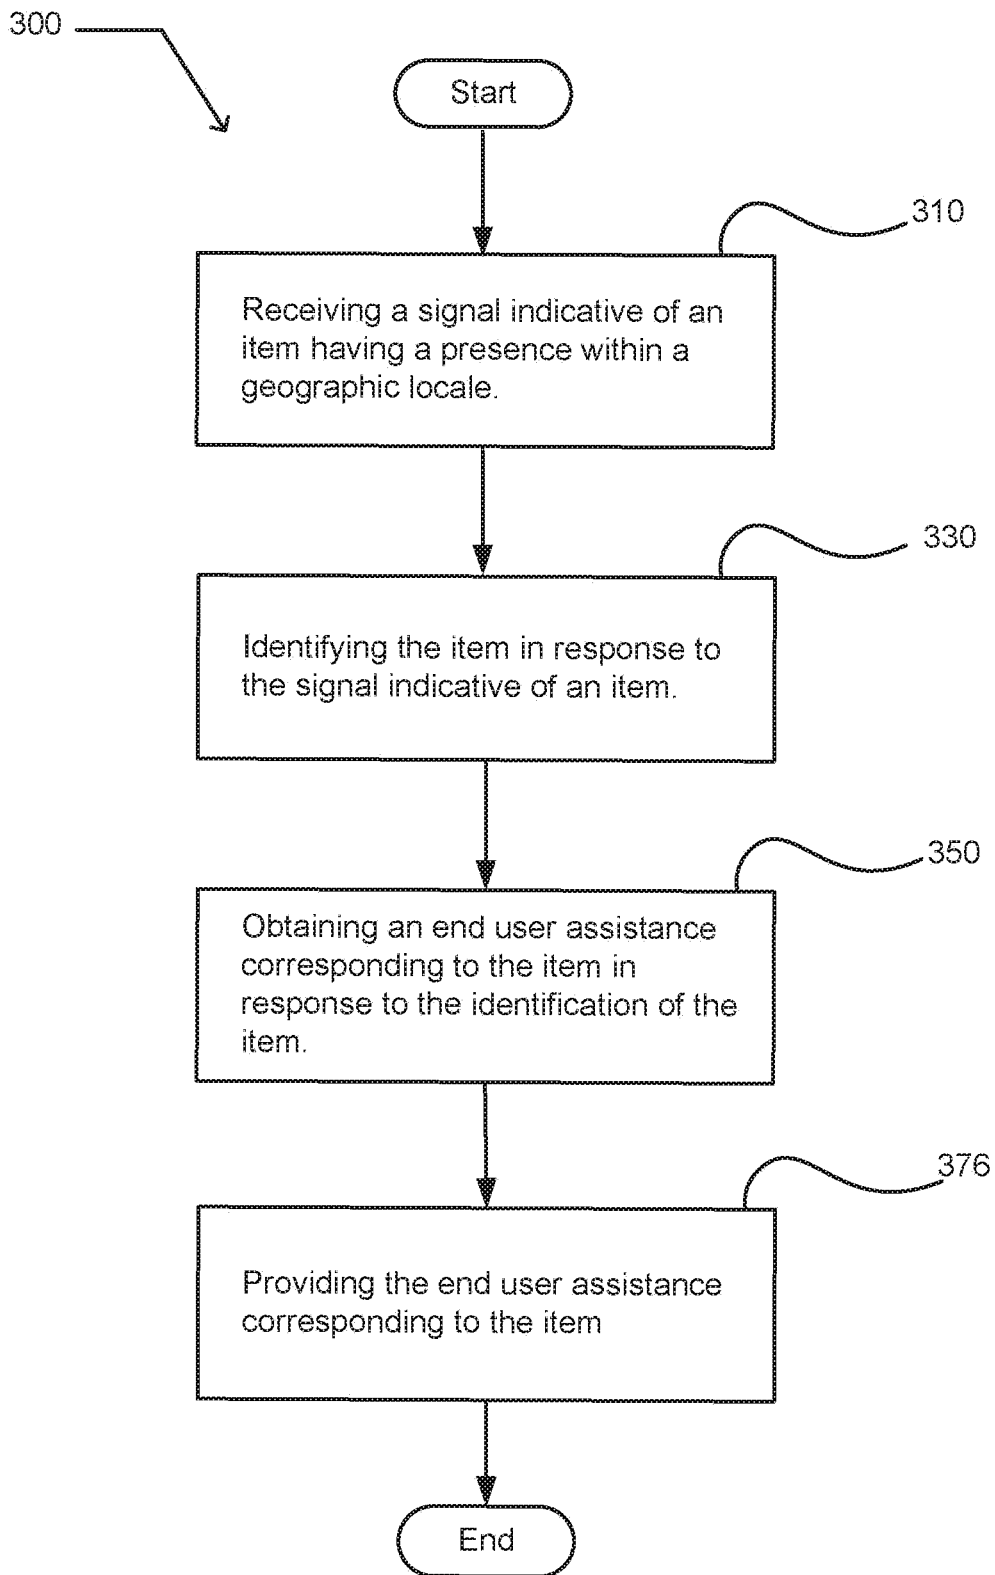 300
Start
310
Receiving a signal indicative of an
item having a presence within a
geographic locale.
330
Identifying the item in response to
the signal indicative of an item.
350
Obtaining an end user assistance
corresponding to the item in
response to the identification of the
item.
376
Providing the end user assistance
corresponding to the item
End